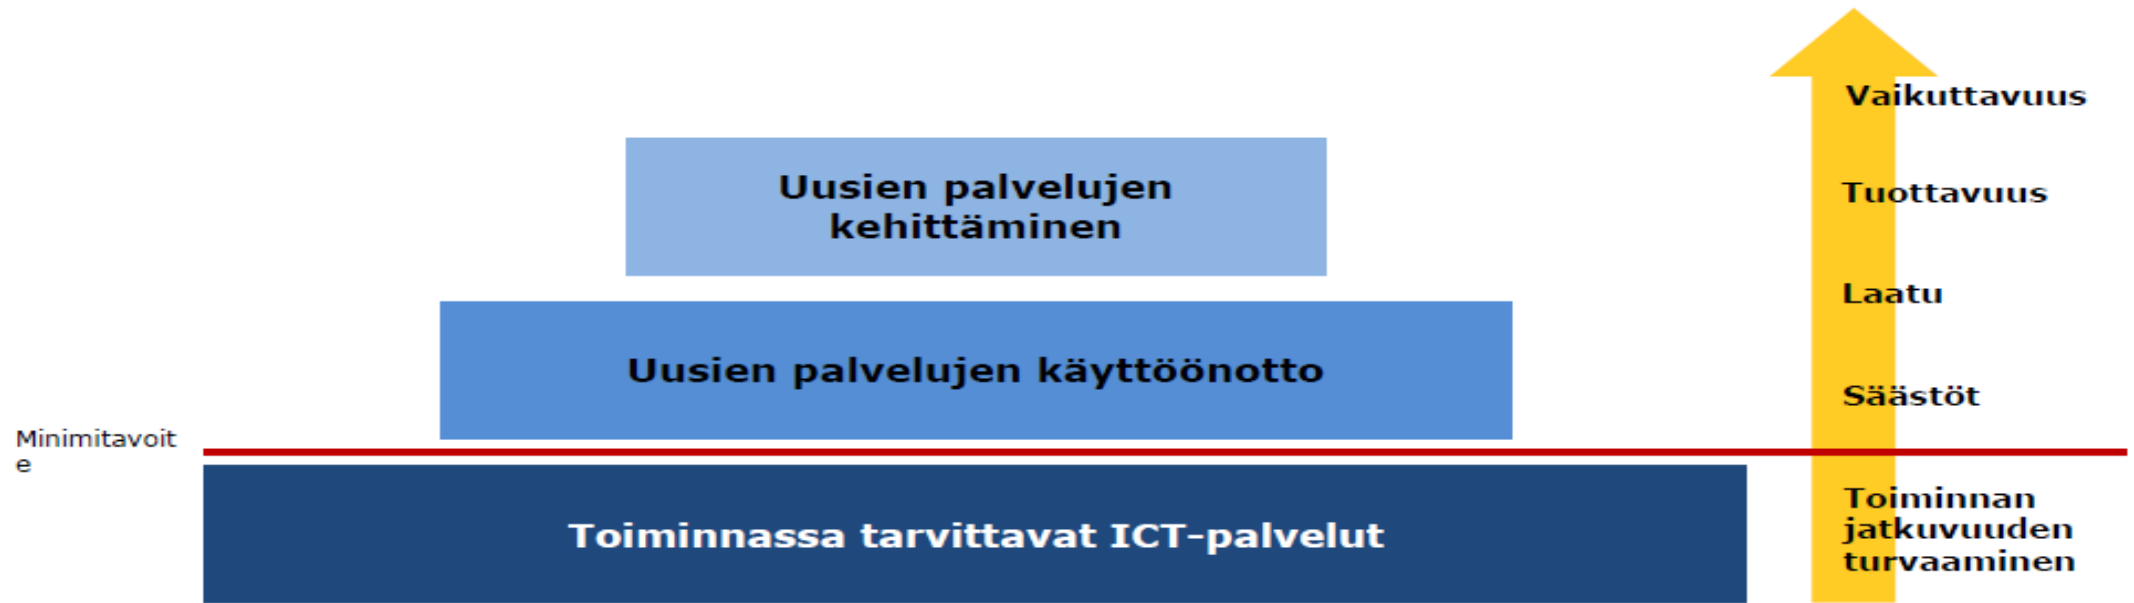 Vaikuttavuus
Uusien palvelujen
kehittäminen
Tuottavuus
Laatu
Uusien palvelujen käyttöönotto
Säästöt
Minimitavoit
e
Toiminnassa tarvittavat ICT-palvelut
Toiminnan
jatkuvuuden
turvaaminen